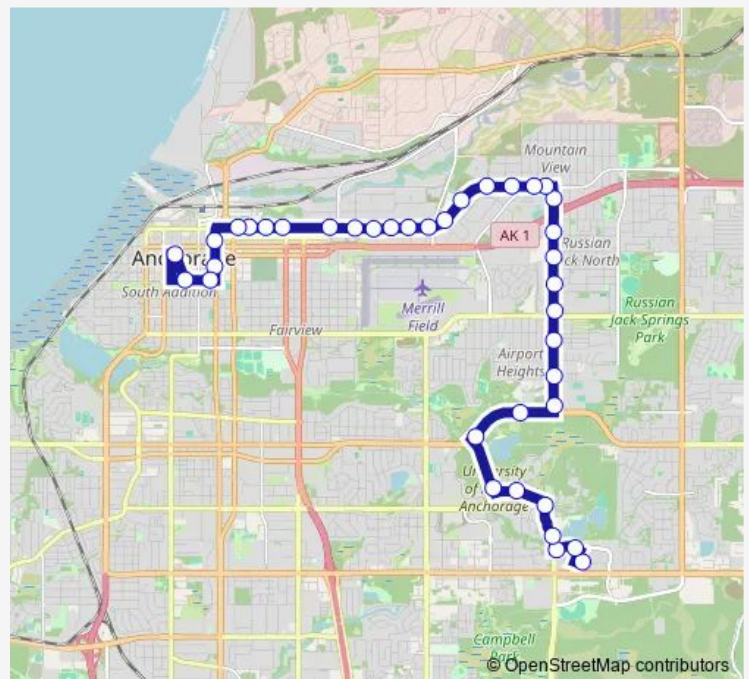 Mountain
View
AK 1
Russian
ck North
Anchorage
South Addition
Merrill
Field
Russian
Jack Springs
Park
Fairview
Airport
Heights
University
of
Anchorage
Campbell
Park
© OpenStreetMap contributors